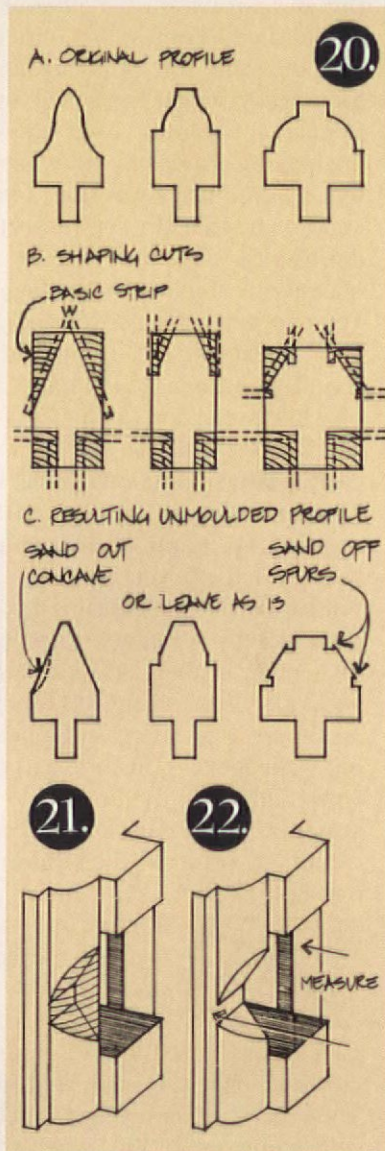 20.
A. ORIGINAL PROFILE
B. SHAPING CUTS
BASIC STRIP
C. RESULTING UNMOULDED PROFILE
SAND OUT
CONCAVE
SAND OFF
SPURS
OR LEAVE AS IS
21.
22.
MEASURE